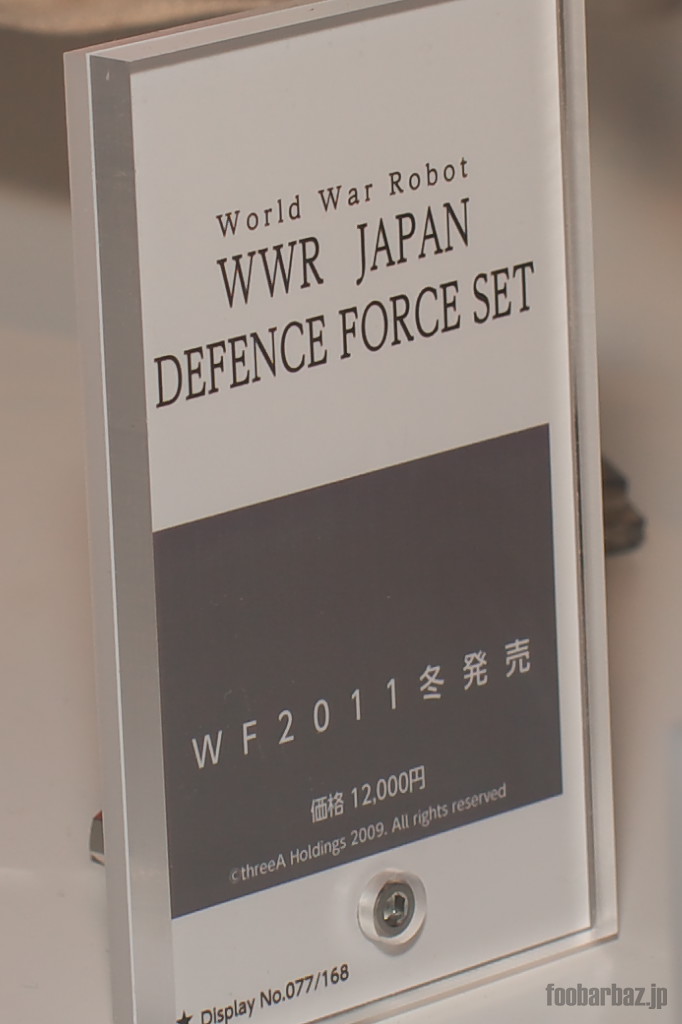 World War Robot
WWR JAPAN
DEFENCE FORCE SET
WF2011冬発売
価格 12,000円
©threeA Holdings 2009. All rights reserved
★ Display No.077/168
foobarbaz.jp